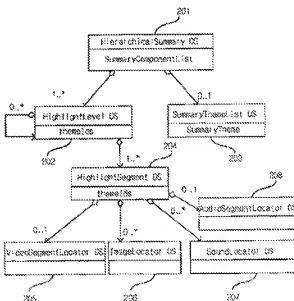 201
HierarchicalSummary DS
SummaryComponentList
1..*
0..1
0..*
HighlightLevel DS
themeIds
SummaryThemeList DS
SummaryTheme
202
1..*
204
203
HighlightSegment DS
themeIds
0..1
208
AudioSegmentLocator DS
0..1
0..*
0..*
VideoSegmentLocator DS
ImageLocator DS
SoundLocator DS
205
206
207